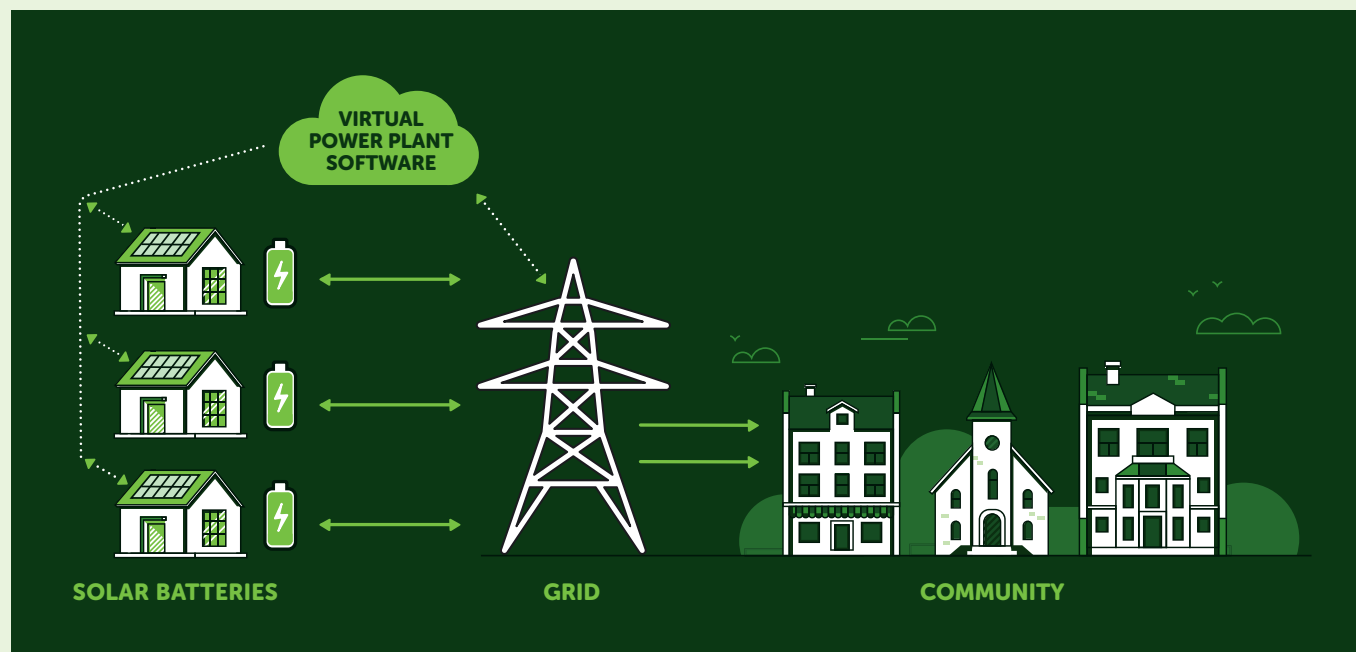 VIRTUAL
POWER PLANT
SOFTWARE
SOLAR BATTERIES
GRID
COMMUNITY